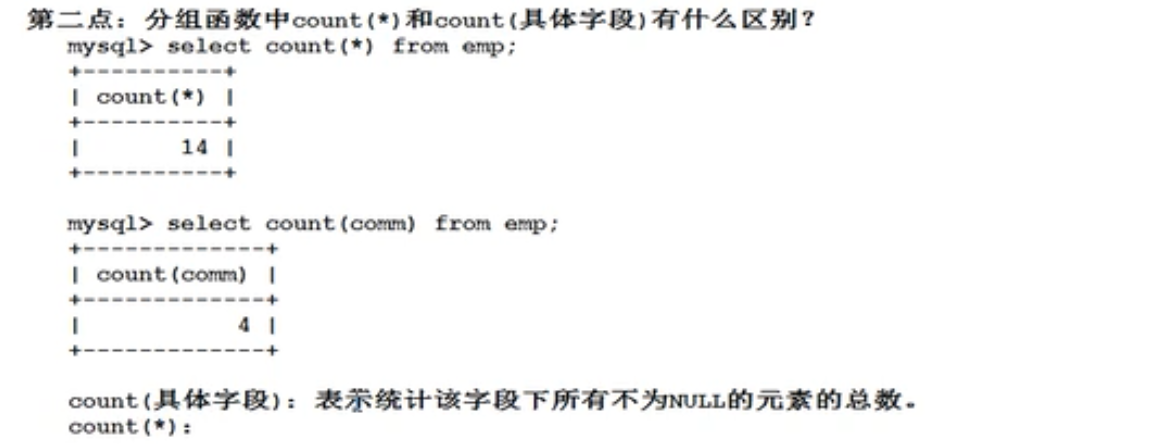 第二点：分组函数中count(*)和count(具体字段)有什么区别？
mysql> select count(*) from emp;
+----------+
| count(*) |
+----------+
|       14 |
+----------+
mysql> select count(comm) from emp;
+-------------+
| count(comm) |
+-------------+
|           4 |
+-------------+
count(具体字段)：表示统计该字段下所有不为NULL的元素的总数。
count(*):